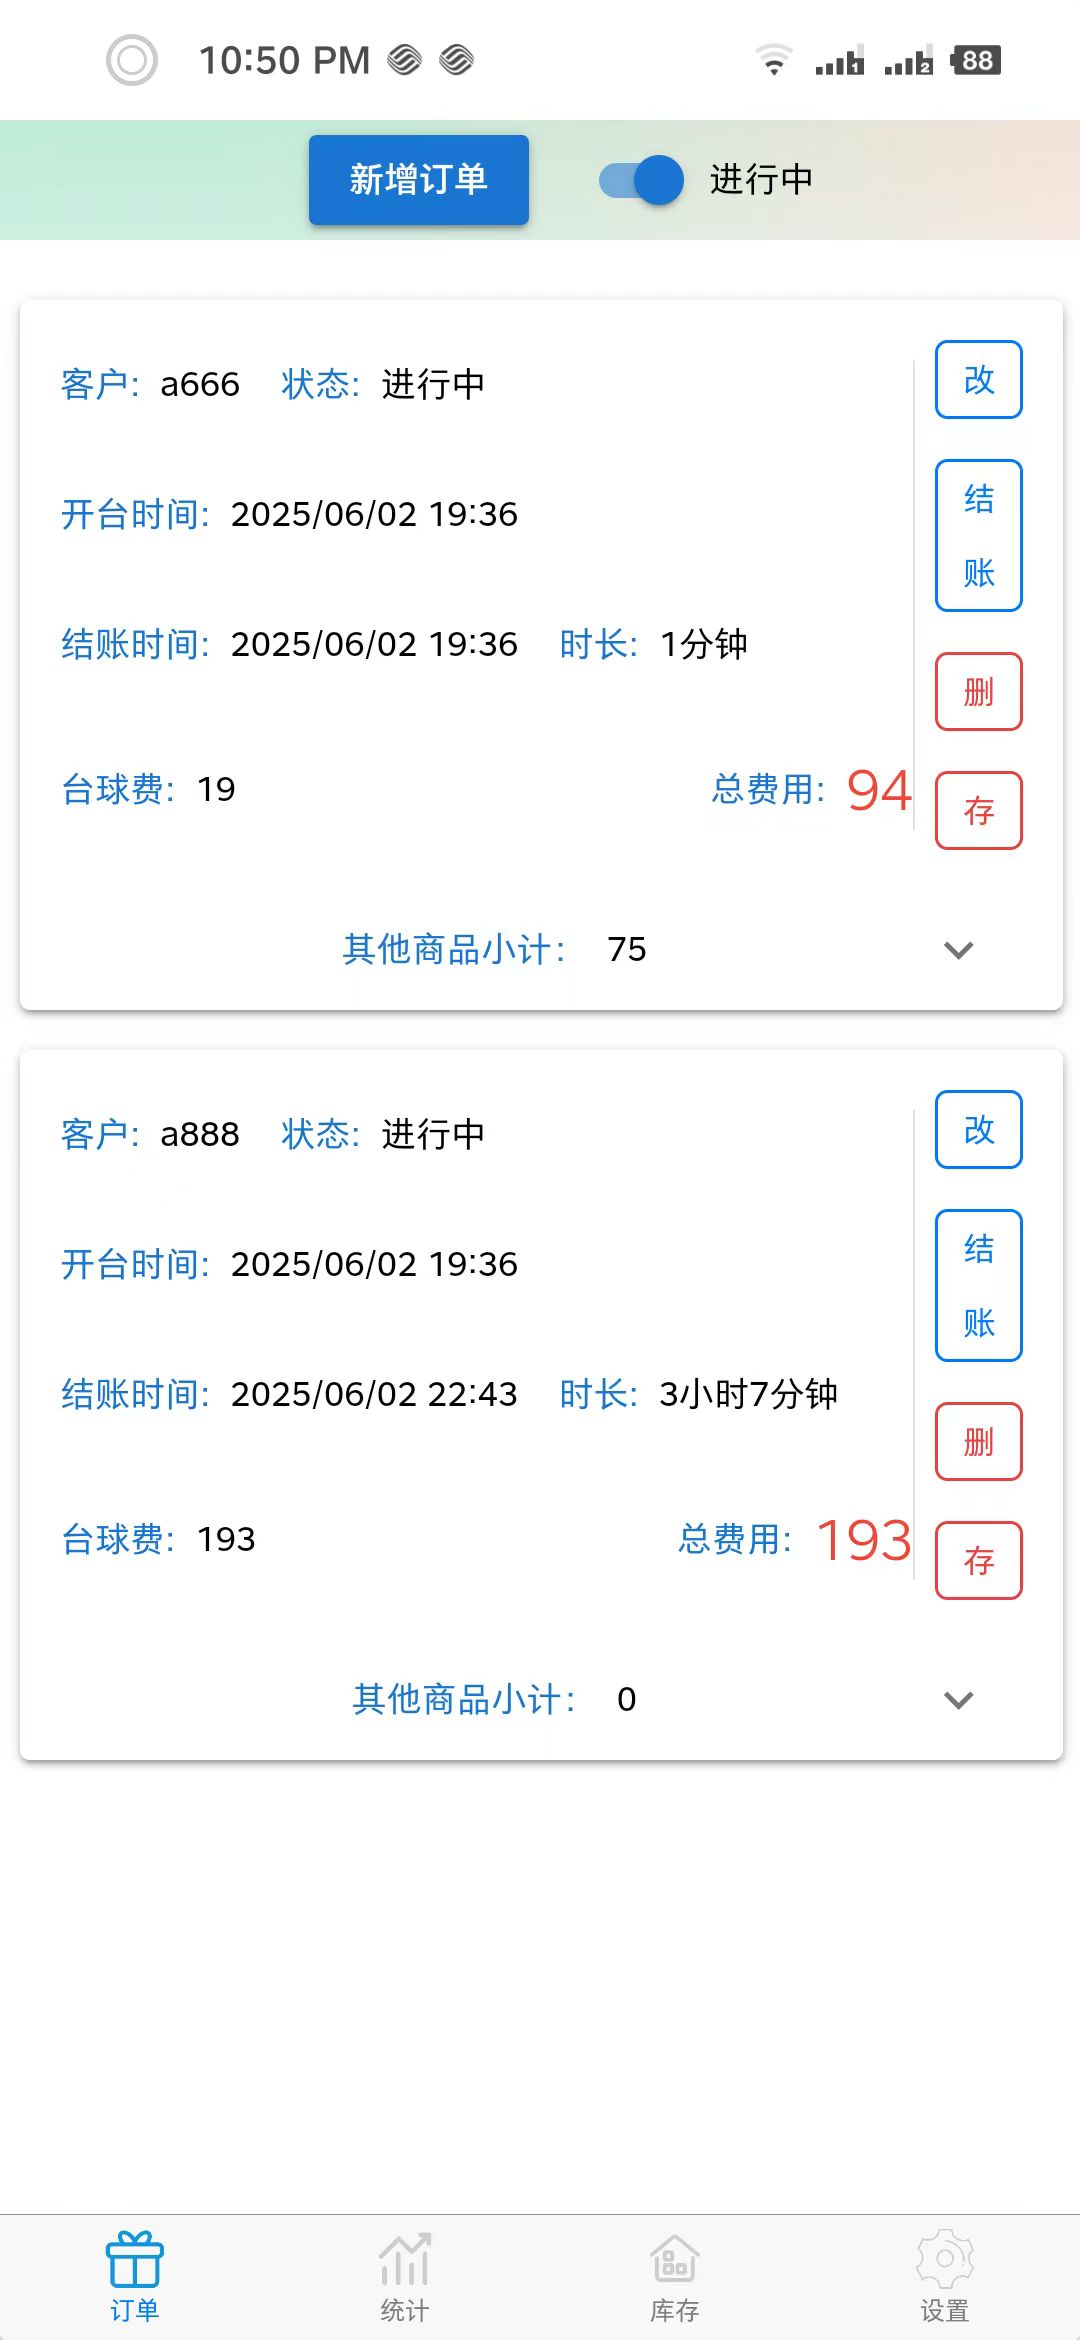 10:50 PM 1 2 88
新增订单 进行中
客户: a666 状态: 进行中 改
开台时间: 2025/06/02 19:36 结
账
结账时间: 2025/06/02 19:36 时长: 1分钟
删
台球费: 19 总费用: 94 存
其他商品小计: 75
客户: a888 状态: 进行中 改
开台时间: 2025/06/02 19:36 结
账
结账时间: 2025/06/02 22:43 时长: 3小时7分钟
删
台球费: 193 总费用: 193 存
其他商品小计: 0
订单 统计 库存 设置